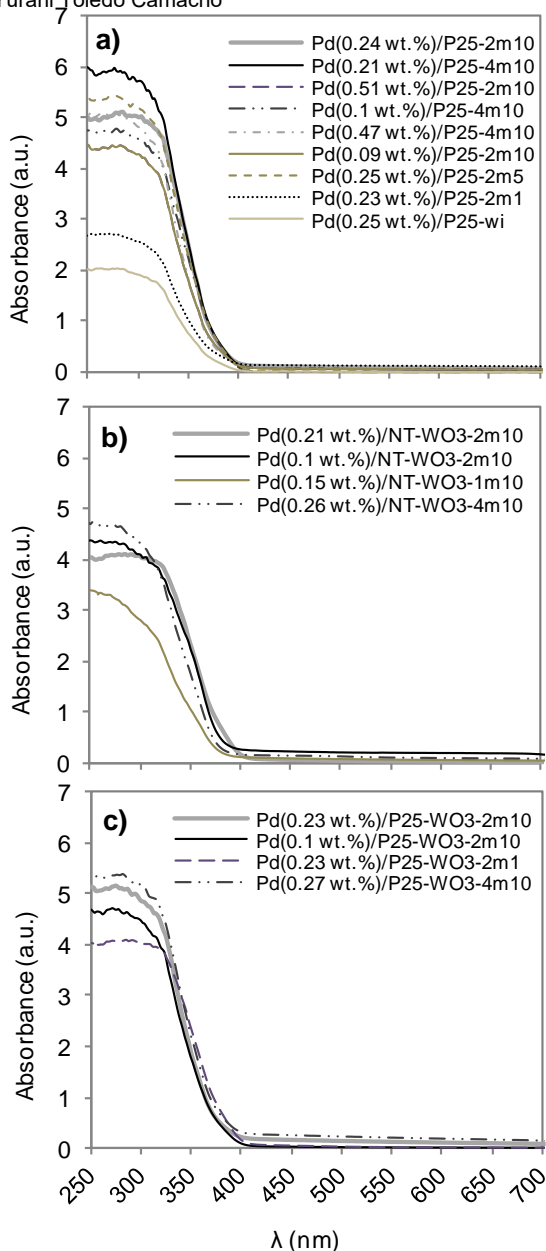 Yurani Toledo Camacho
a)
Pd(0.24 wt.%)/P25-2m10
Pd(0.21 wt.%)/P25-4m10
Pd(0.51 wt.%)/P25-2m10
Pd(0.1 wt.%)/P25-4m10
Pd(0.47 wt.%)/P25-4m10
Pd(0.09 wt.%)/P25-2m10
Pd(0.25 wt.%)/P25-2m5
Pd(0.23 wt.%)/P25-2m1
Pd(0.25 wt.%)/P25-wi
7
6
5
4
3
2
1
0
Absorbance (a.u.)
b)
Pd(0.21 wt.%)/NT-WO3-2m10
Pd(0.1 wt.%)/NT-WO3-2m10
Pd(0.15 wt.%)/NT-WO3-1m10
Pd(0.26 wt.%)/NT-WO3-4m10
7
6
5
4
3
2
1
0
Absorbance (a.u.)
c)
Pd(0.23 wt.%)/P25-WO3-2m10
Pd(0.1 wt.%)/P25-WO3-2m10
Pd(0.23 wt.%)/P25-WO3-2m1
Pd(0.27 wt.%)/P25-WO3-4m10
7
6
5
4
3
2
1
0
Absorbance (a.u.)
250 300 350 400 450 500 550 600 650 700
λ (nm)